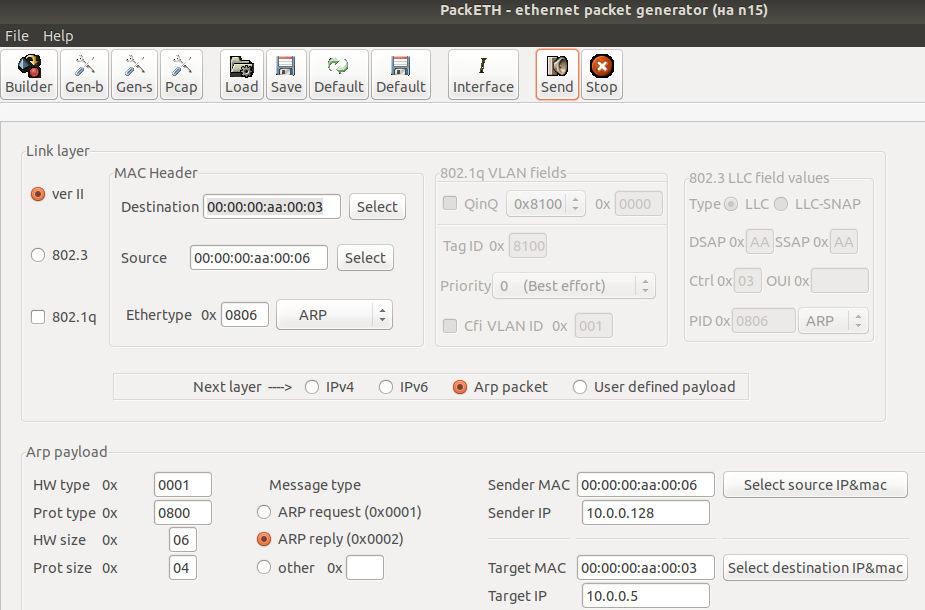 PackETH - ethernet packet generator (на n15)
File Help
Builder Gen-b Gen-s Pcap Load Save Default Default Interface Send Stop
Link layer
ver II
802.3
802.1q
MAC Header
Destination 00:00:00:aa:00:03 Select
Source 00:00:00:aa:00:06 Select
Ethertype 0x 0806 ARP
802.1q VLAN fields
QinQ 0x8100 0x 0000
Tag ID 0x 8100
Priority 0 (Best effort)
Cfi VLAN ID 0x 001
802.3 LLC field values
Type LLC LLC-SNAP
DSAP 0x AA SSAP 0x AA
Ctrl 0x 03 OUI 0x
PID 0x 0806 ARP
Next layer ----> IPv4 IPv6 Arp packet User defined payload
Arp payload
HW type 0x 0001
Prot type 0x 0800
HW size 0x 06
Prot size 0x 04
Message type
ARP request (0x0001)
ARP reply (0x0002)
other 0x
Sender MAC 00:00:00:aa:00:06 Select source IP&mac
Sender IP 10.0.0.128
Target MAC 00:00:00:aa:00:03 Select destination IP&mac
Target IP 10.0.0.5